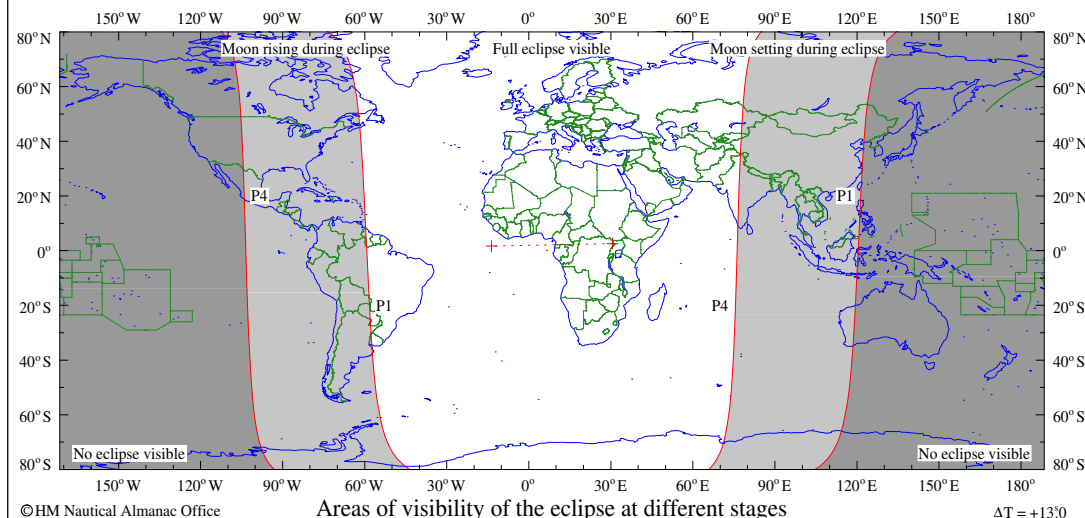 150° W 120° W 90° W 60° W 30° W 0° 30° E 60° E 90° E 120° E 150° E 180°
80° N 80° N
Moon rising during eclipse Full eclipse visible Moon setting during eclipse
60° N 60° N
40° N 40° N
20° N P4 P1 20° N
0° 0°
20° S P1 P4 20° S
40° S 40° S
60° S 60° S
No eclipse visible No eclipse visible
80° S 80° S
150° W 120° W 90° W 60° W 30° W 0° 30° E 60° E 90° E 120° E 150° E 180°
© HM Nautical Almanac Office Areas of visibility of the eclipse at different stages ΔT = +13ˢ.0